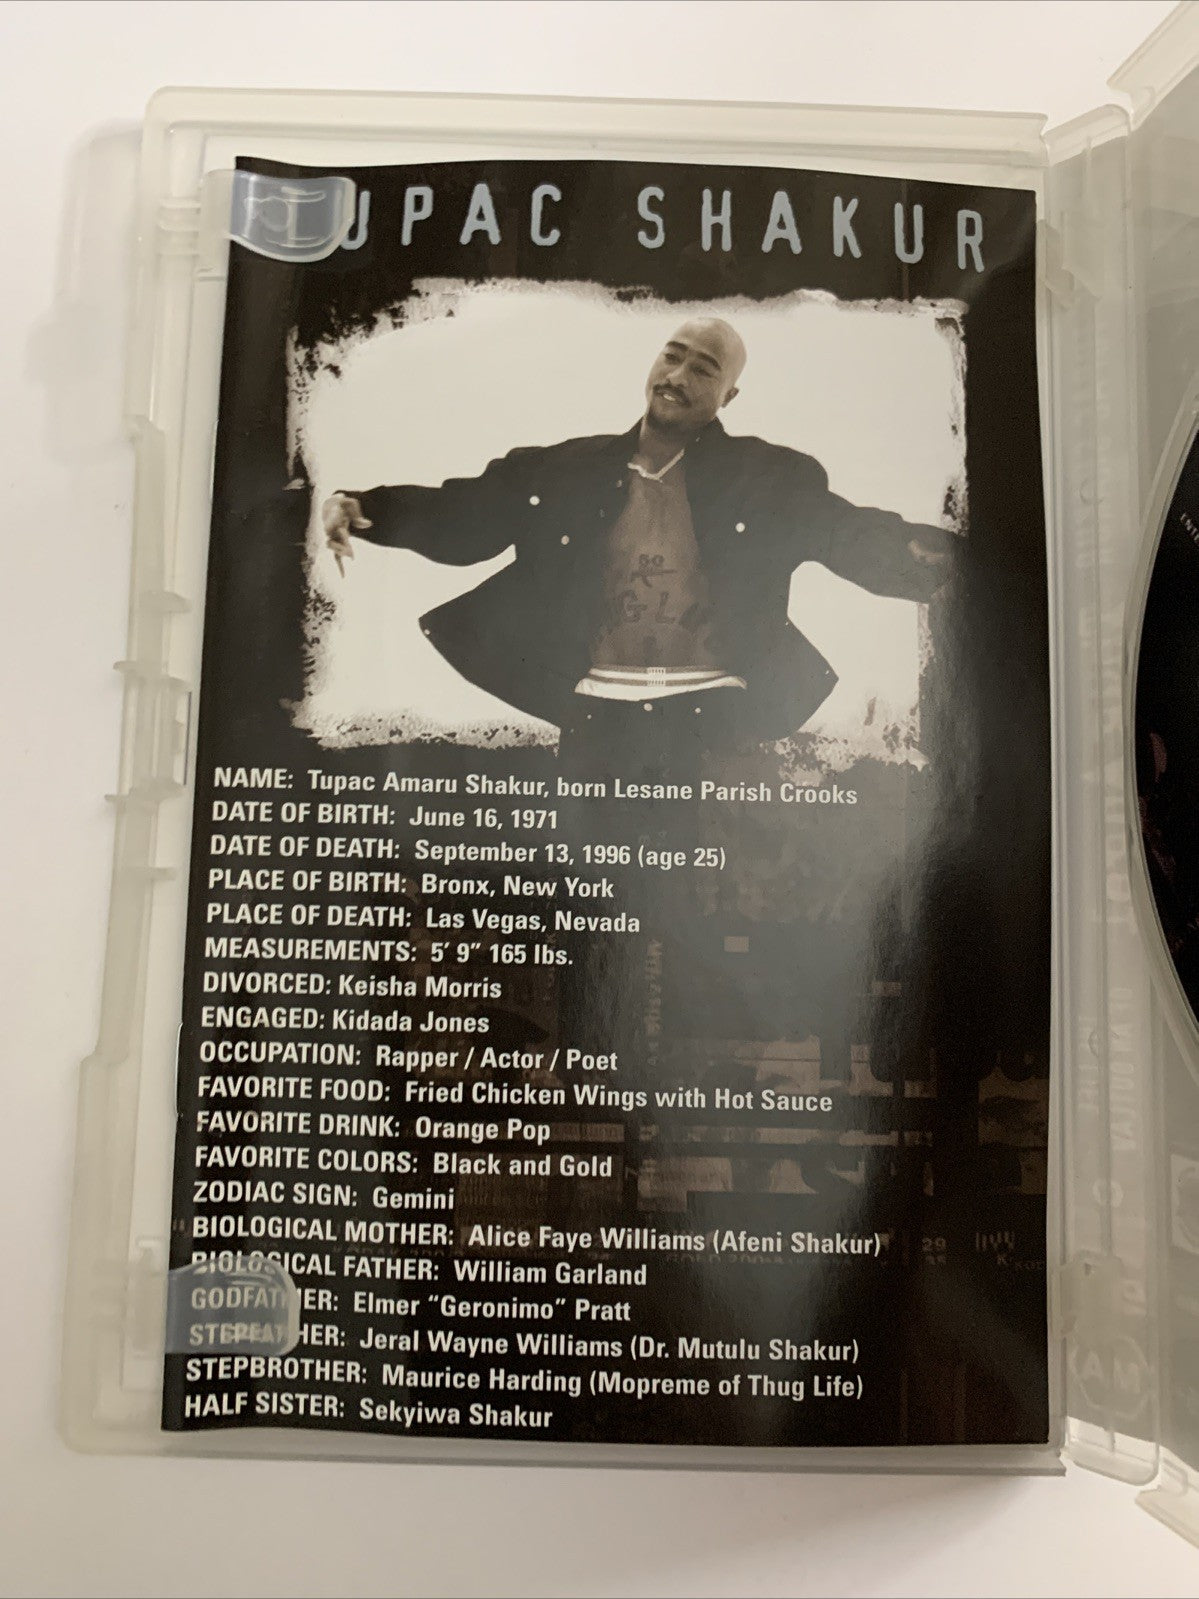 TUPAC SHAKUR
NAME: Tupac Amaru Shakur, born Lesane Parish Crooks
DATE OF BIRTH: June 16, 1971
DATE OF DEATH: September 13, 1996 (age 25)
PLACE OF BIRTH: Bronx, New York
PLACE OF DEATH: Las Vegas, Nevada
MEASUREMENTS: 5′ 9″ 165 lbs.
DIVORCED: Keisha Morris
ENGAGED: Kidada Jones
OCCUPATION: Rapper / Actor / Poet
FAVORITE FOOD: Fried Chicken Wings with Hot Sauce
FAVORITE DRINK: Orange Pop
FAVORITE COLORS: Black and Gold
ZODIAC SIGN: Gemini
BIOLOGICAL MOTHER: Alice Faye Williams (Afeni Shakur)
BIOLOGICAL FATHER: William Garland
GODFATHER: Elmer “Geronimo” Pratt
STEPFATHER: Jeral Wayne Williams (Dr. Mutulu Shakur)
STEPBROTHER: Maurice Harding (Mopreme of Thug Life)
HALF SISTER: Sekyiwa Shakur